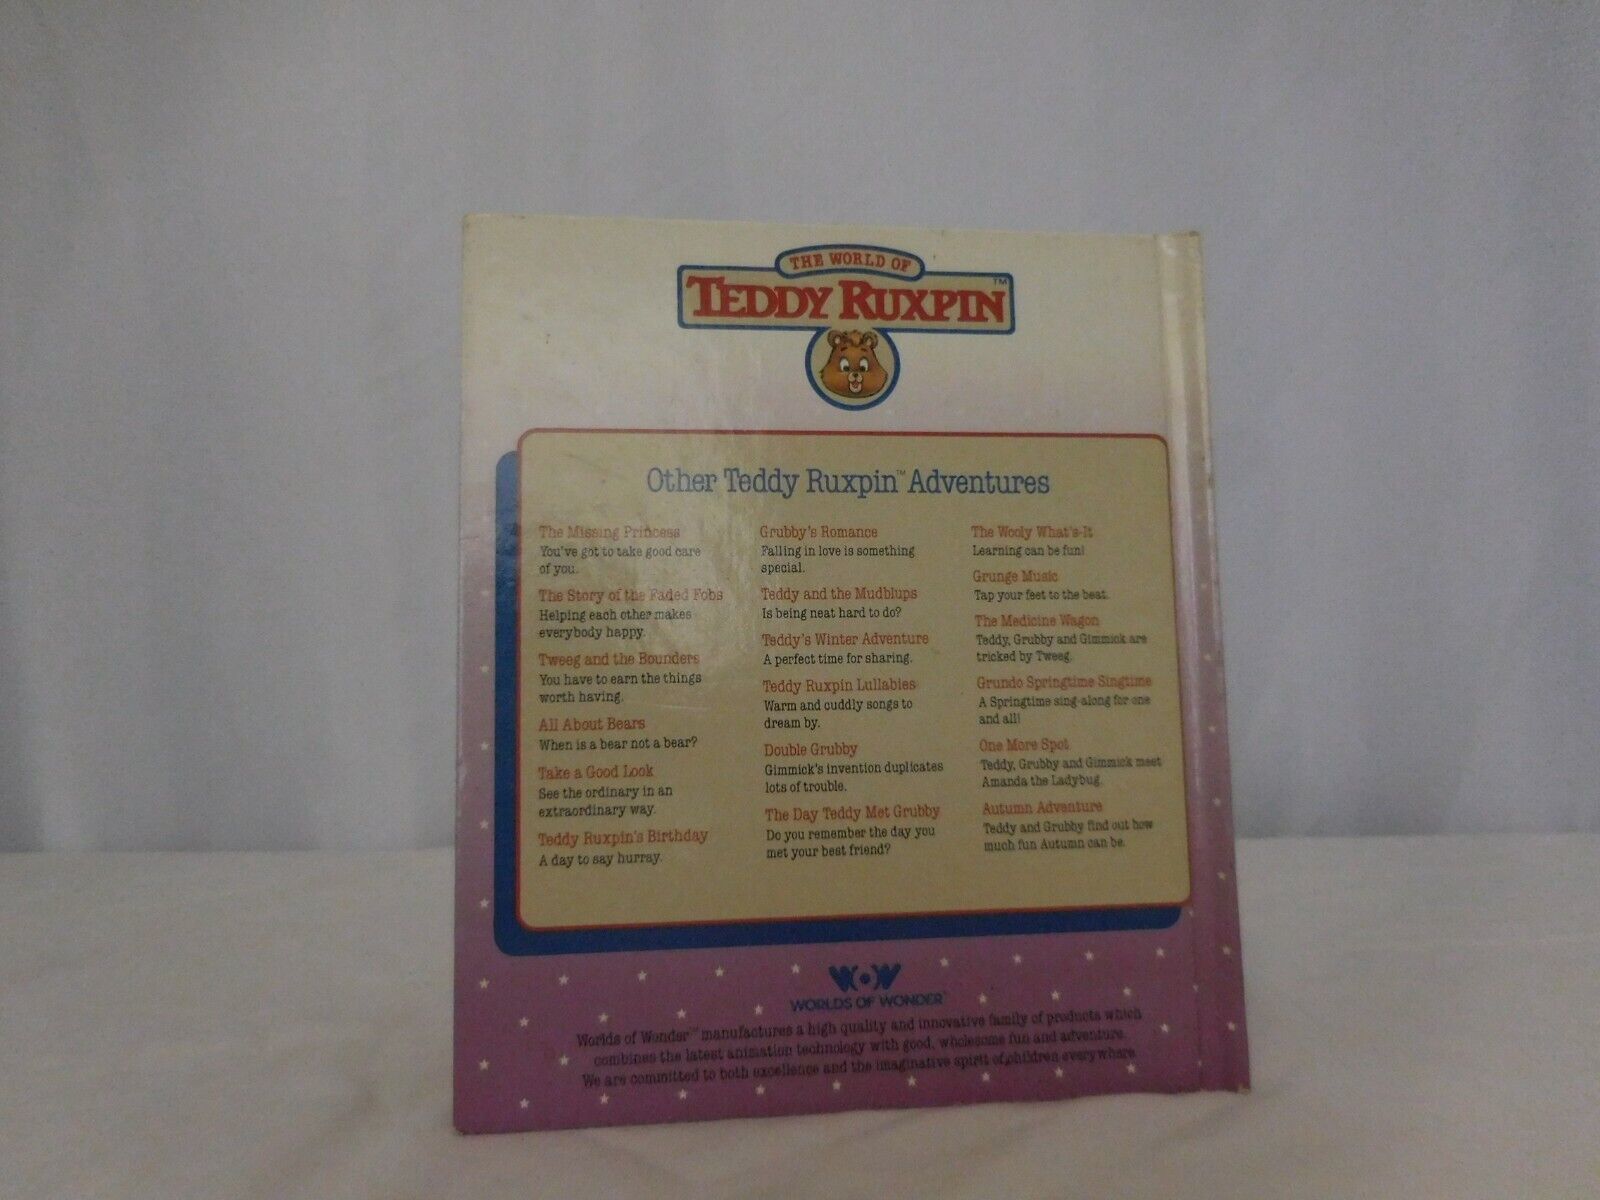 THE WORLD OF
TEDDY RUXPIN™
Other Teddy Ruxpin™ Adventures
The Missing Princess
You've got to take good care
of you.
The Story of the Faded Fobs
Helping each other makes
everybody happy.
Tweeg and the Bounders
You have to earn the things
worth having.
All About Bears
When is a bear not a bear?
Take a Good Look
See the ordinary in an
extraordinary way.
Teddy Ruxpin's Birthday
A day to say hurray.
Grubby's Romance
Falling in love is something
special.
Teddy and the Mudblups
Is being neat hard to do?
Teddy's Winter Adventure
A perfect time for sharing.
Teddy Ruxpin Lullabies
Warm and cuddly songs to
dream by.
Double Grubby
Gimmick's invention duplicates
lots of trouble.
The Day Teddy Met Grubby
Do you remember the day you
met your best friend?
The Wooly What's-It
Learning can be fun!
Grunge Music
Tap your feet to the beat.
The Medicine Wagon
Teddy, Grubby and Gimmick are
tricked by Tweeg.
Grundo Springtime Singtime
A Springtime sing-along for one
and all!
One More Spot
Teddy, Grubby and Gimmick meet
Amanda the Ladybug.
Autumn Adventure
Teddy and Grubby find out how
much fun Autumn can be.
WOW
WORLDS OF WONDER™
Worlds of Wonder™ manufactures a high quality and innovative family of products which
combines the latest animation technology with good, wholesome fun and adventure.
We are committed to both excellence and the imaginative spirit of children everywhere.